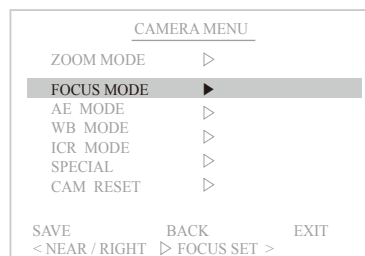 CAMERA MENU
ZOOM MODE ▷
FOCUS MODE ▶
AE MODE ▷
WB MODE ▷
ICR MODE
SPECIAL ▷
CAM RESET ▷
SAVE BACK EXIT
< NEAR / RIGHT ▷ FOCUS SET >